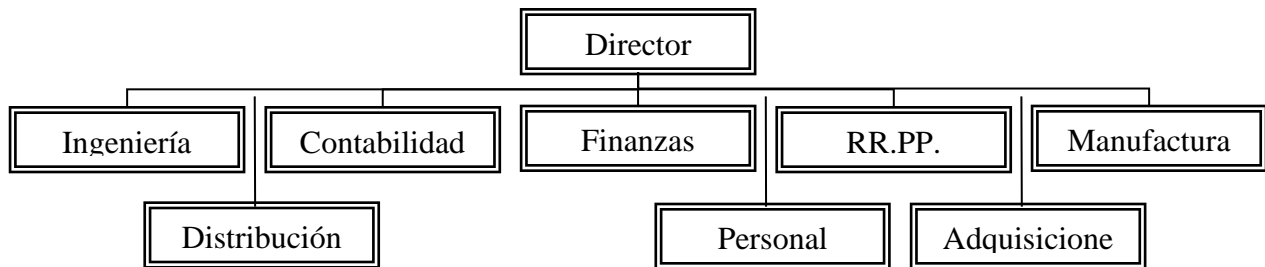 Director
Ingeniería
Contabilidad
Finanzas
RR.PP.
Manufactura
Distribución
Personal
Adquisicione